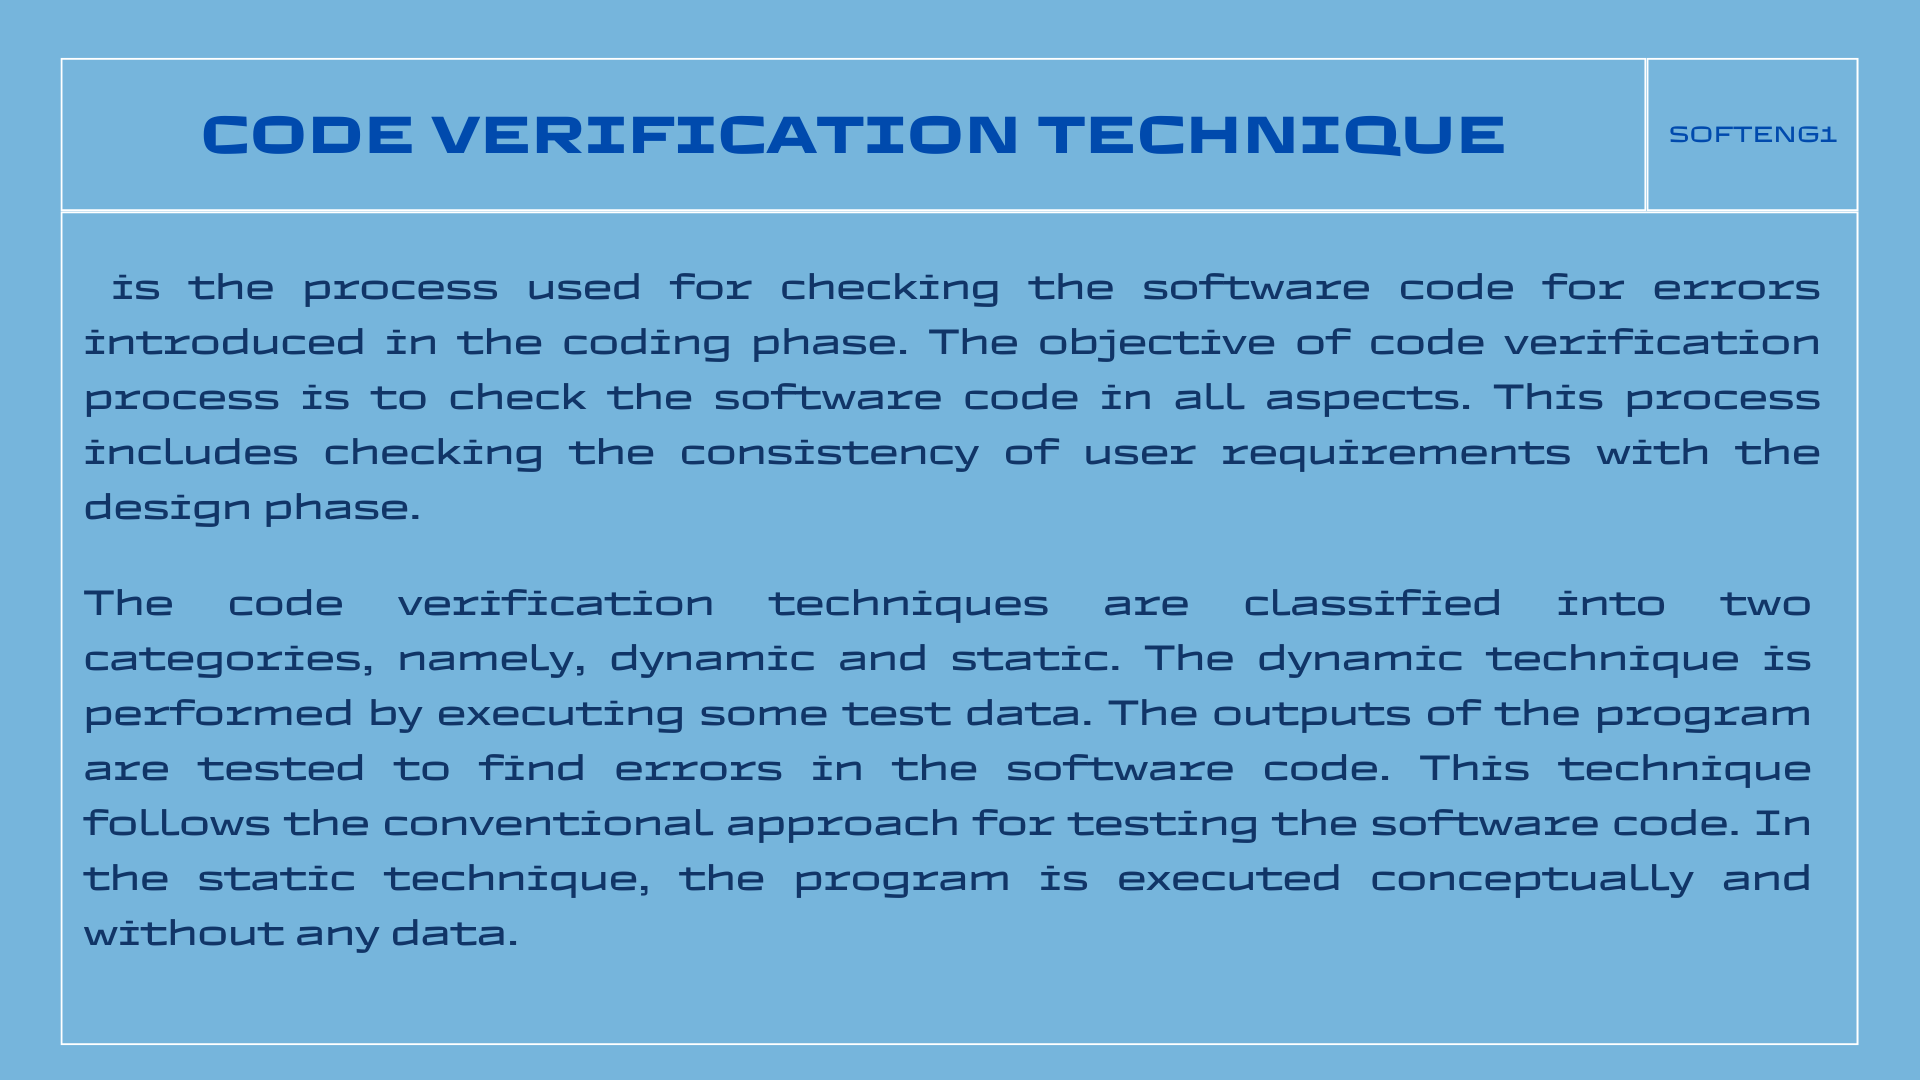 CODE VERIFICATION TECHNIQUE
SOFTENG1
is the process used for checking the software code for errors
introduced in the coding phase. The objective of code verification
process is to check the software code in all aspects. This process
includes checking the consistency of user requirements with the
design phase.
The code verification techniques are classified into two
categories, namely, dynamic and static. The dynamic technique is
performed by executing some test data. The outputs of the program
are tested to find errors in the software code. This technique
follows the conventional approach for testing the software code. In
the static technique, the program is executed conceptually and
without any data.